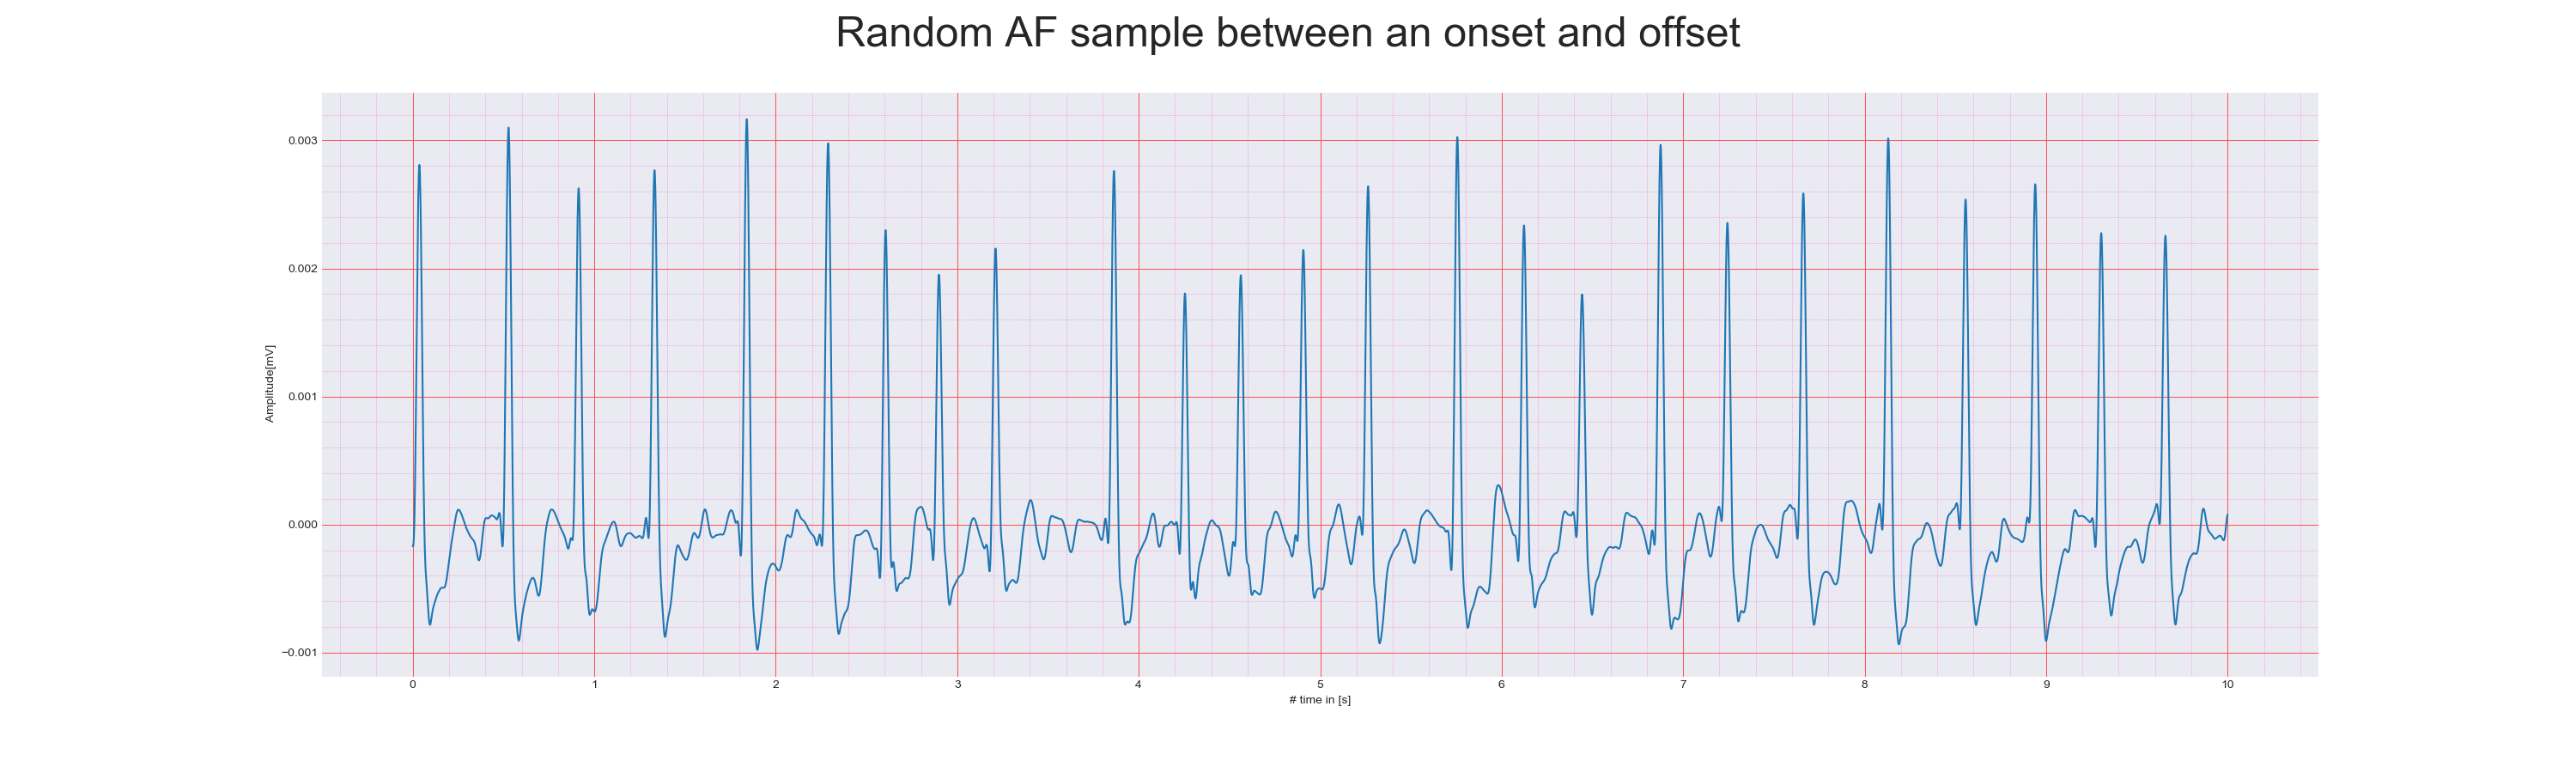 Random AF sample between an onset and offset
0.003
0.002
0.001
0.000
−0.001
Amplitude[mV]
0 1 2 3 4 5 6 7 8 9 10
# time in [s]